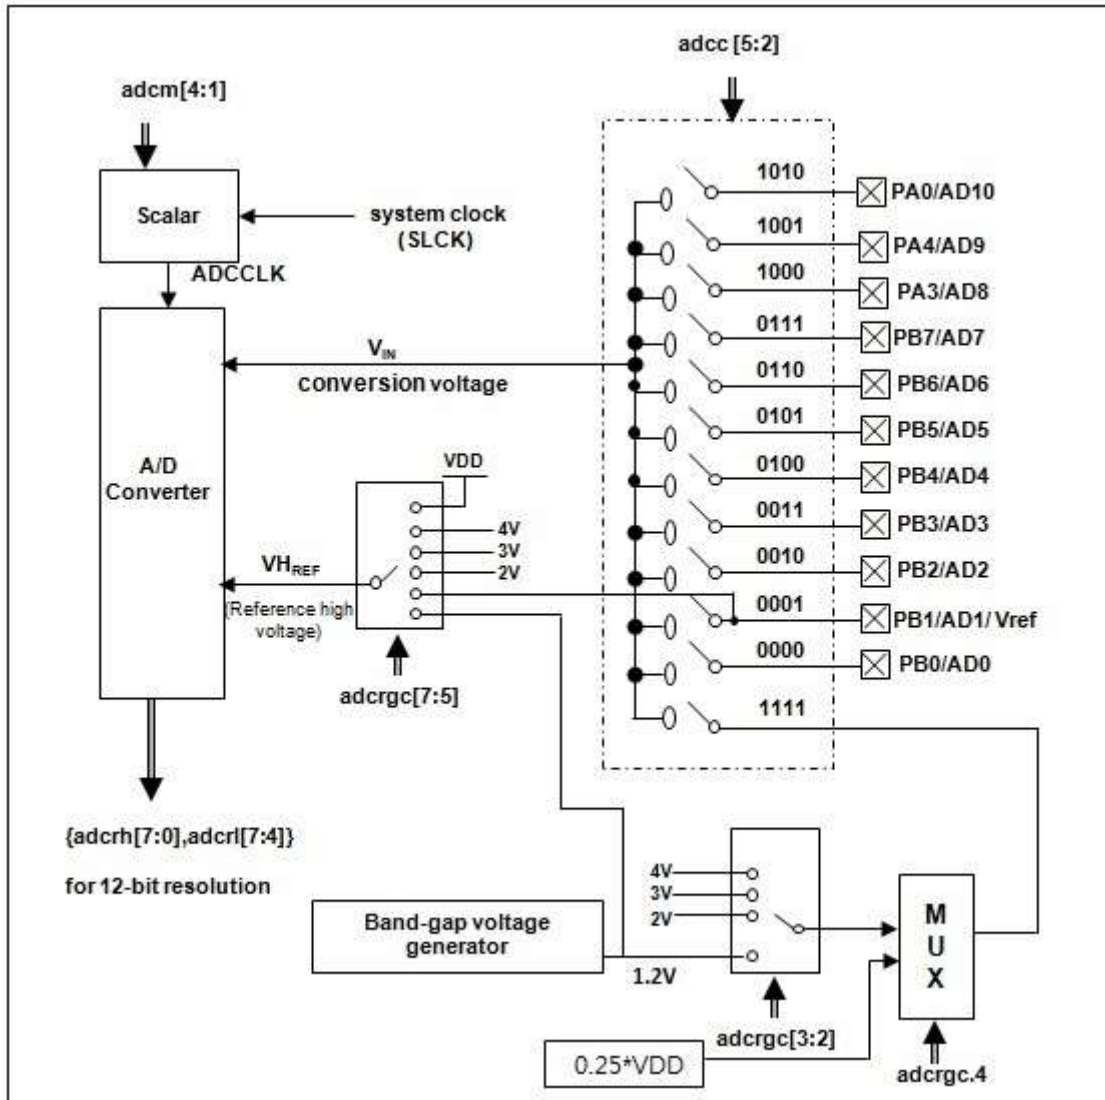 adcc [5:2]
adcm[4:1]
Scalar
system clock
(SLCK)
ADCCLK
1010
PA0/AD10
1001
PA4/AD9
1000
PA3/AD8
0111
PB7/AD7
VIN
conversion voltage
0110
PB6/AD6
0101
PB5/AD5
A/D
Converter
VDD
0100
PB4/AD4
4V
3V
2V
0011
PB3/AD3
VHREF
(Reference high
voltage)
0010
PB2/AD2
0001
PB1/AD1/ Vref
0000
PB0/AD0
adcrgc[7:5]
1111
{adcrh[7:0],adcrl[7:4]}
for 12-bit resolution
4V
3V
2V
Band-gap voltage
generator
1.2V
M
U
X
adcrgc[3:2]
0.25*VDD
adcrgc.4